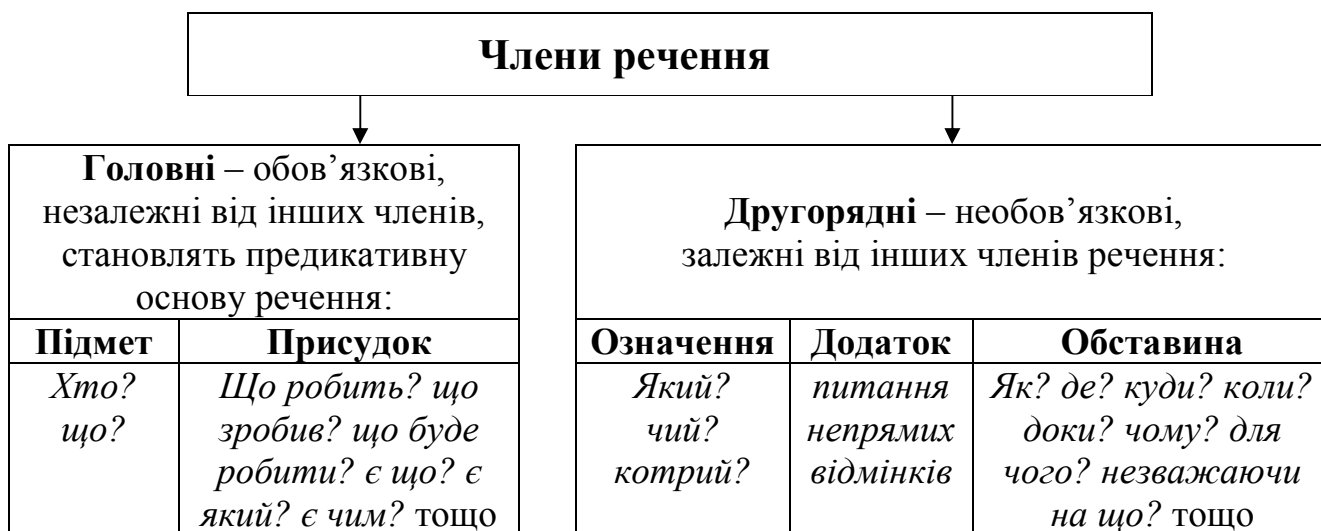 Члени речення
Головні – обов’язкові,
незалежні від інших членів,
становлять предикативну
основу речення:
Підмет
Присудок
Хто?
що?
Що робить? що
зробив? що буде
робити? є що? є
який? є чим? тощо
Другорядні – необов’язкові,
залежні від інших членів речення:
Означення
Додаток
Обставина
Який?
чий?
котрий?
питання
непрямих
відмінків
Як? де? куди? коли?
доки? чому? для
чого? незважаючи
на що? тощо